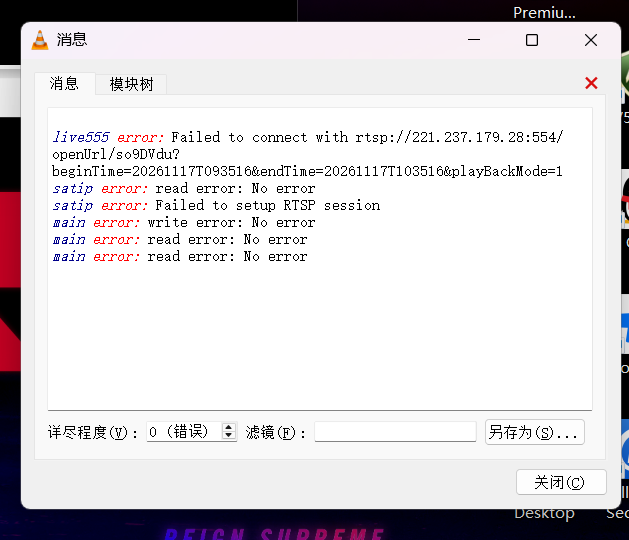 Premiu...
消息
消息
模块树
live555 error: Failed to connect with rtsp://221.237.179.28:554/
openUrl/so9DVdu?
beginTime=20261117T093516&endTime=20261117T103516&playBackMode=1
satip error: read error: No error
satip error: Failed to setup RTSP session
main error: write error: No error
main error: read error: No error
main error: read error: No error
详尽程度(V): 0 (错误) 滤镜(F): 另存为(S)...
关闭(C)
Desktop
REIGN SUPREME